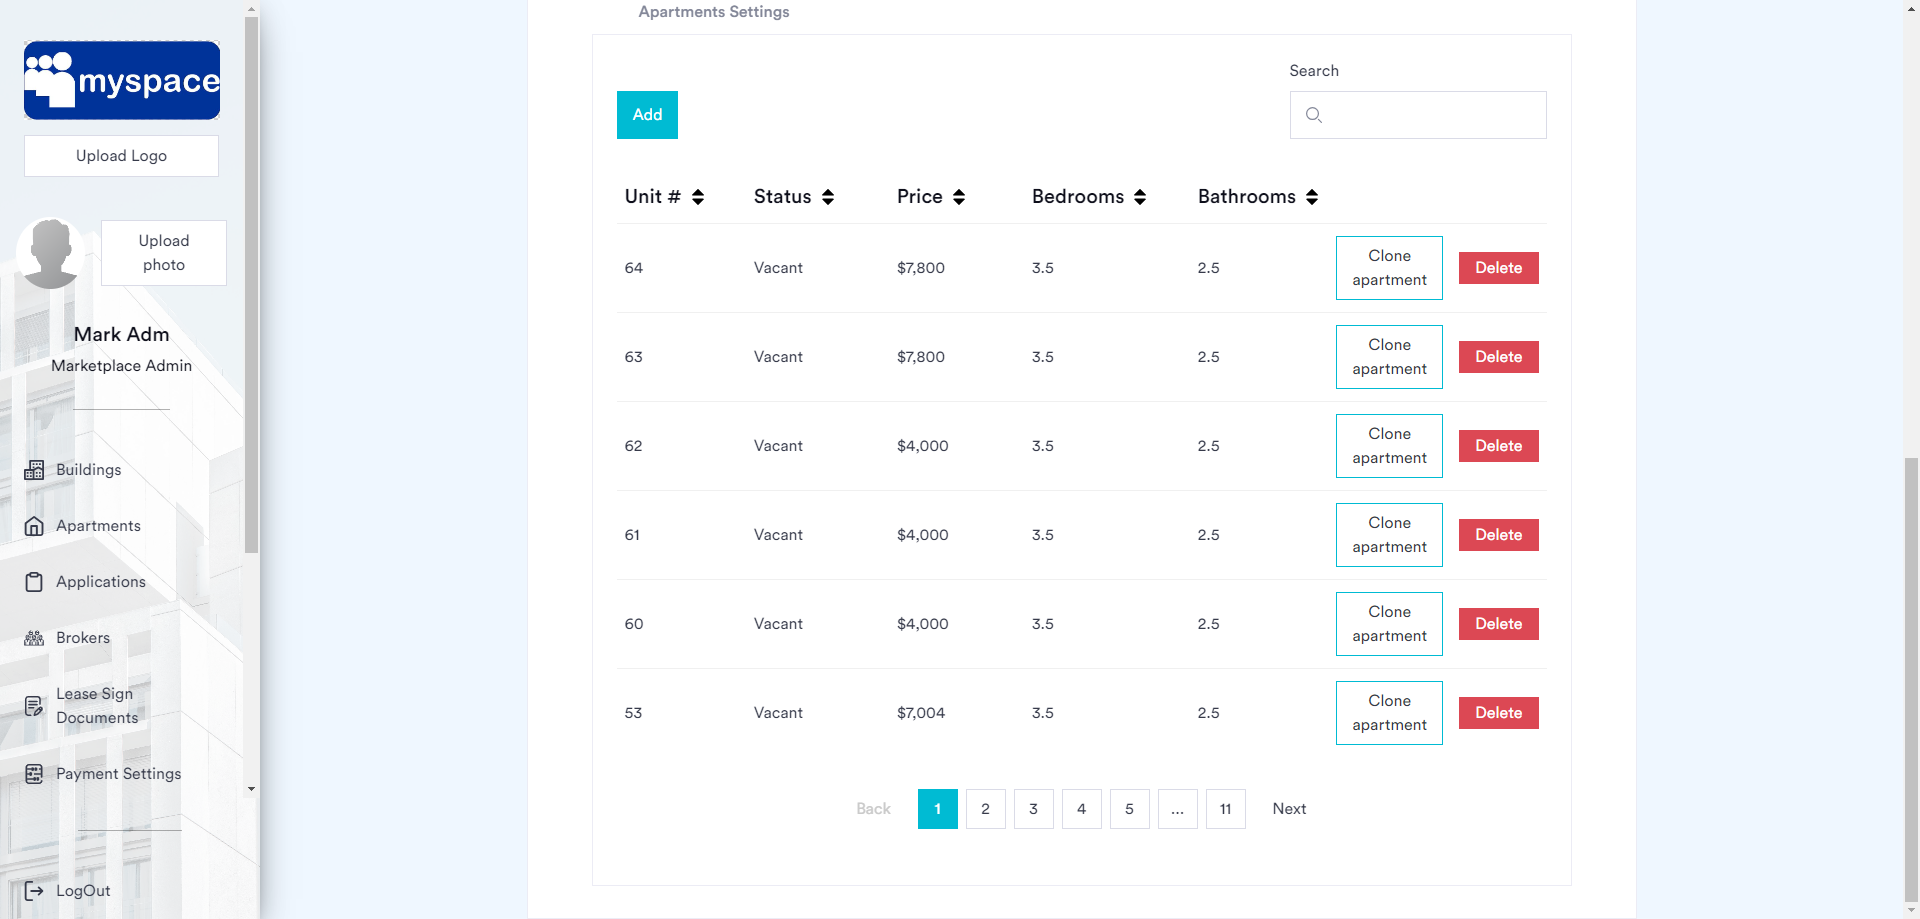 myspace
Upload Logo
Upload
photo
Mark Adm
Marketplace Admin
Buildings
Apartments
Applications
Brokers
Lease Sign
Documents
Payment Settings
LogOut
Apartments Settings
Search
Add
Unit # Status Price Bedrooms Bathrooms
64 Vacant $7,800 3.5 2.5 Clone apartment Delete
63 Vacant $7,800 3.5 2.5 Clone apartment Delete
62 Vacant $4,000 3.5 2.5 Clone apartment Delete
61 Vacant $4,000 3.5 2.5 Clone apartment Delete
60 Vacant $4,000 3.5 2.5 Clone apartment Delete
53 Vacant $7,004 3.5 2.5 Clone apartment Delete
Back 1 2 3 4 5 ... 11 Next